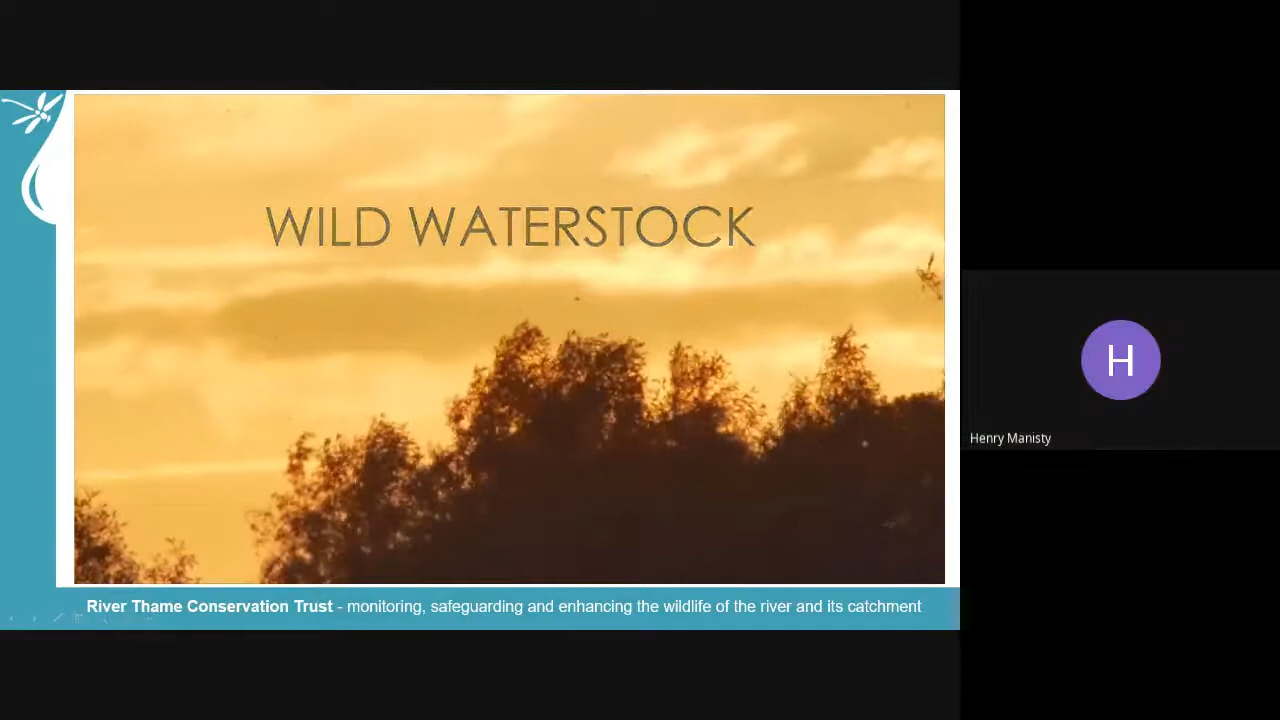 WILD WATERSTOCK
H
Henry Manisty
River Thame Conservation Trust - monitoring, safeguarding and enhancing the wildlife of the river and its catchment